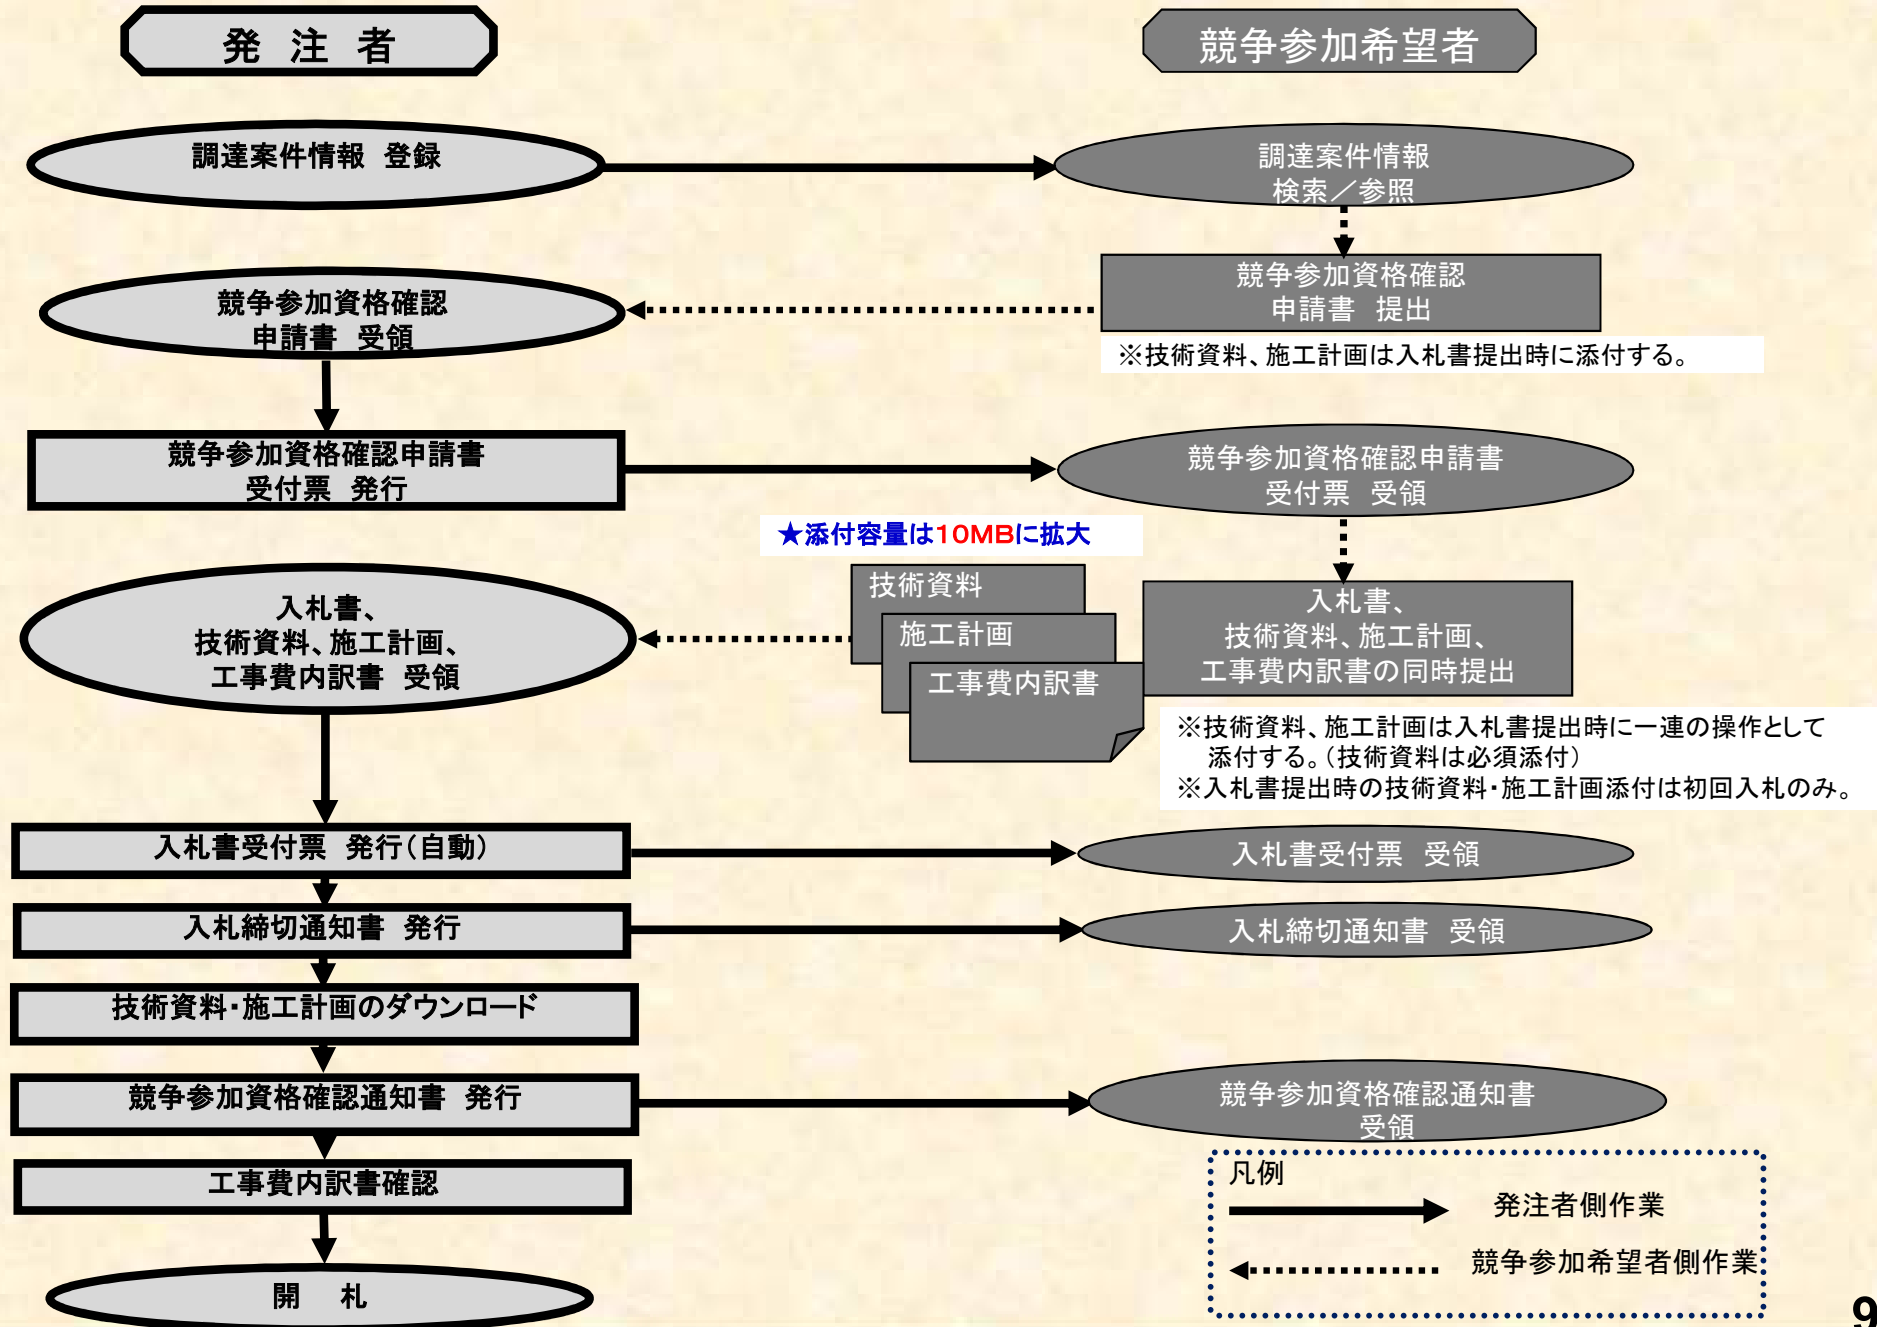 発 注 者
競争参加希望者
調達案件情報 登録
調達案件情報
検索／参照
競争参加資格確認
申請書 提出
競争参加資格確認
申請書 受領
※技術資料、施工計画は入札書提出時に添付する。
競争参加資格確認申請書
受付票 発行
競争参加資格確認申請書
受付票 受領
★添付容量は10MBに拡大
入札書、
技術資料、施工計画、
工事費内訳書 受領
技術資料
施工計画
工事費内訳書
入札書、
技術資料、施工計画、
工事費内訳書の同時提出
※技術資料、施工計画は入札書提出時に一連の操作として
添付する。（技術資料は必須添付）
※入札書提出時の技術資料・施工計画添付は初回入札のみ。
入札書受付票 発行（自動）
入札書受付票 受領
入札締切通知書 発行
入札締切通知書 受領
技術資料・施工計画のダウンロード
競争参加資格確認通知書 発行
競争参加資格確認通知書
受領
工事費内訳書確認
開 札
凡例
発注者側作業
競争参加希望者側作業
9